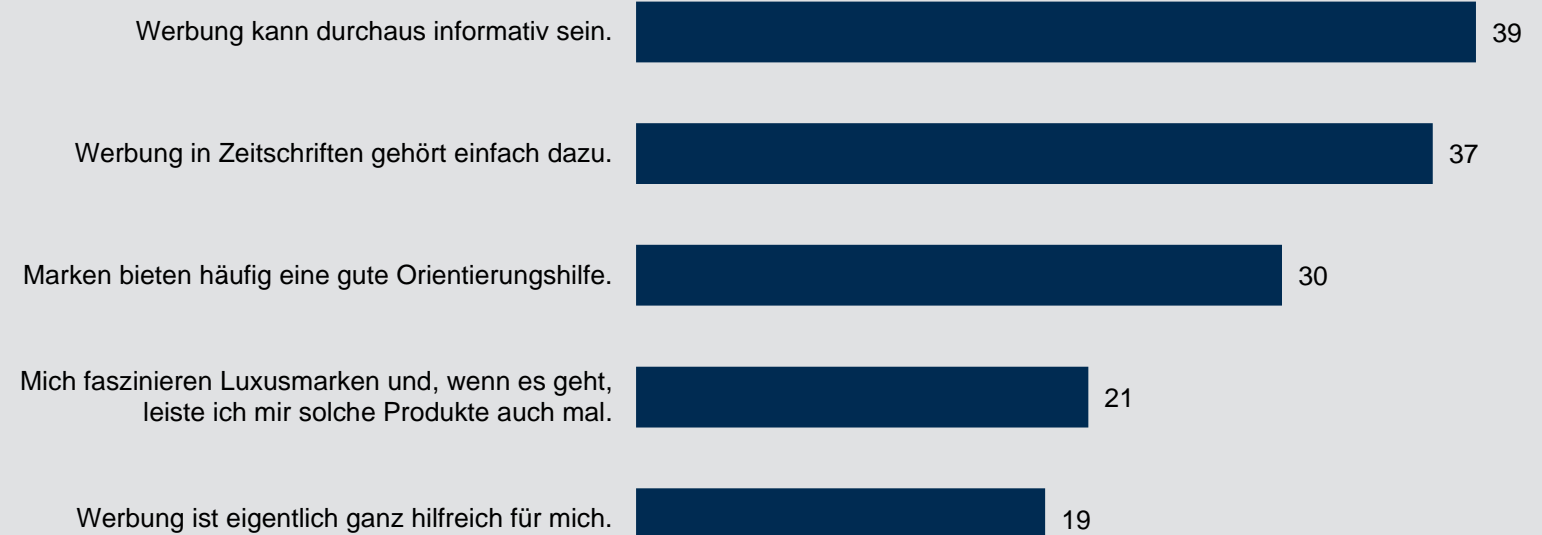 Werbung kann durchaus informativ sein.
39
Werbung in Zeitschriften gehört einfach dazu.
37
Marken bieten häufig eine gute Orientierungshilfe.
30
Mich faszinieren Luxusmarken und, wenn es geht,
leiste ich mir solche Produkte auch mal.
21
Werbung ist eigentlich ganz hilfreich für mich.
19